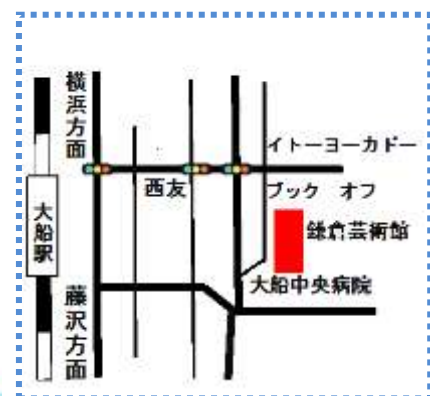 横浜方面
イトーヨーカドー
西友
ブック オフ
大船駅
鎌倉芸術館
大船中央病院
藤沢方面